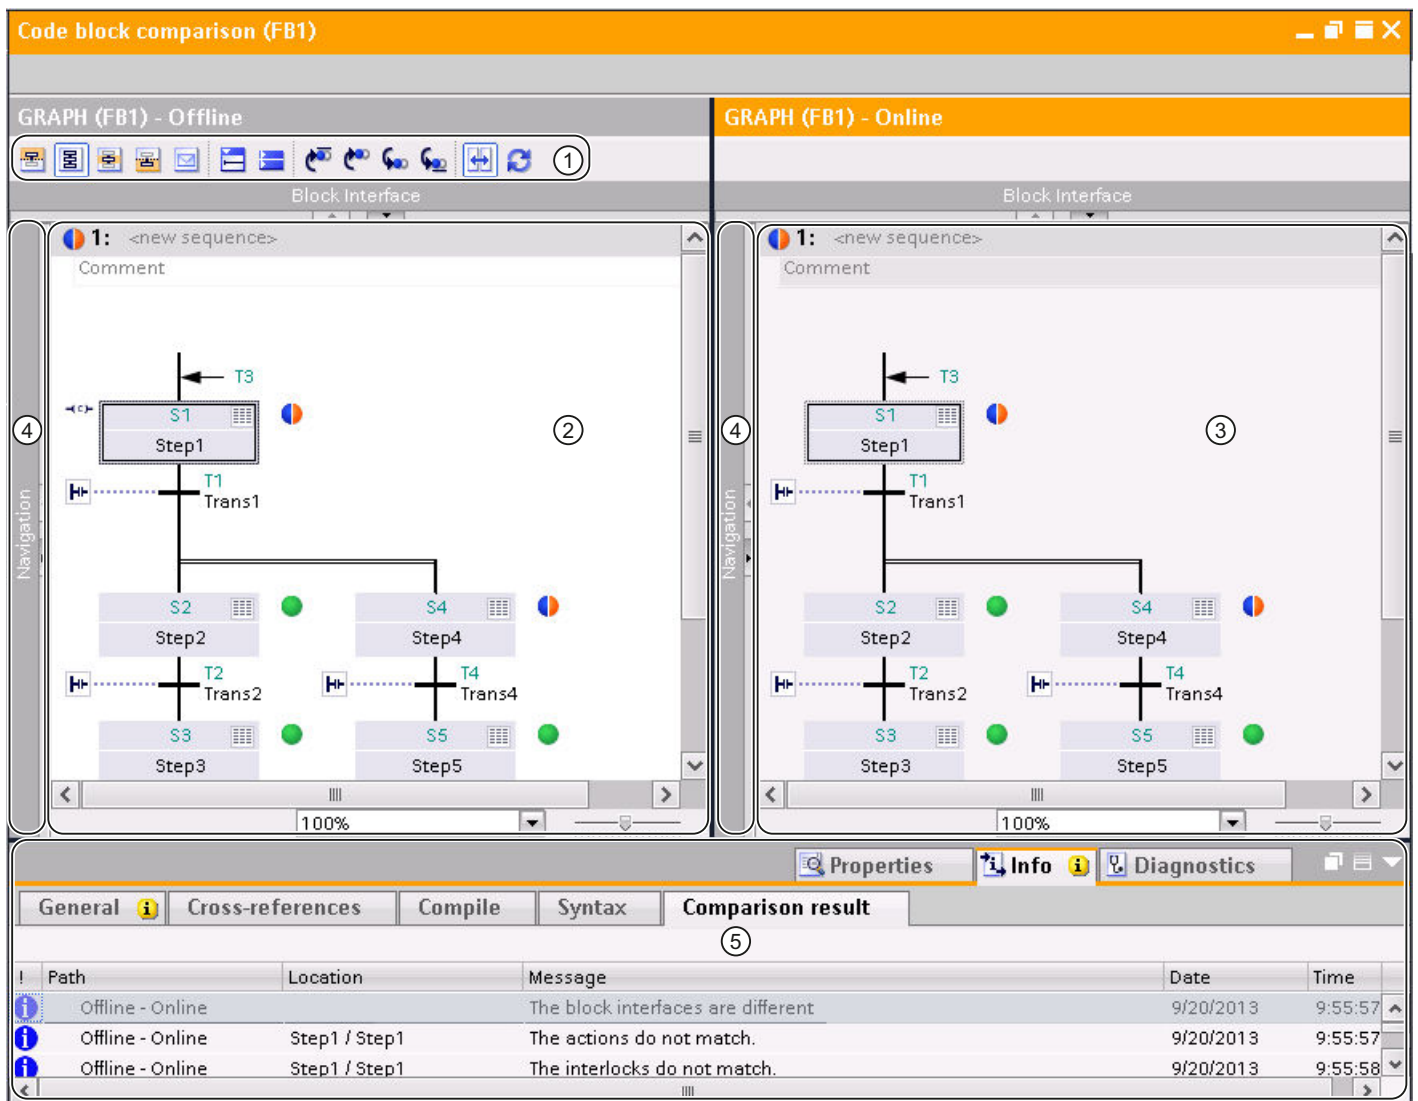 Code block comparison (FB1)
GRAPH (FB1) - Offline
GRAPH (FB1) - Online
1
Block Interface
Block Interface
1: <new sequence>
Comment
T3
(C)
S1
Step1
2
4
Navigation
T1
Trans1
S2
Step2
S4
Step4
T2
Trans2
T4
Trans4
S3
Step3
S5
Step5
100%
1: <new sequence>
Comment
T3
S1
Step1
3
4
Navigation
T1
Trans1
S2
Step2
S4
Step4
T2
Trans2
T4
Trans4
S3
Step3
S5
Step5
100%
Properties
Info
Diagnostics
General
Cross-references
Compile
Syntax
Comparison result
5
! Path Location Message Date Time
Offline - Online The block interfaces are different 9/20/2013 9:55:57
Offline - Online Step1 / Step1 The actions do not match. 9/20/2013 9:55:57
Offline - Online Step1 / Step1 The interlocks do not match. 9/20/2013 9:55:58